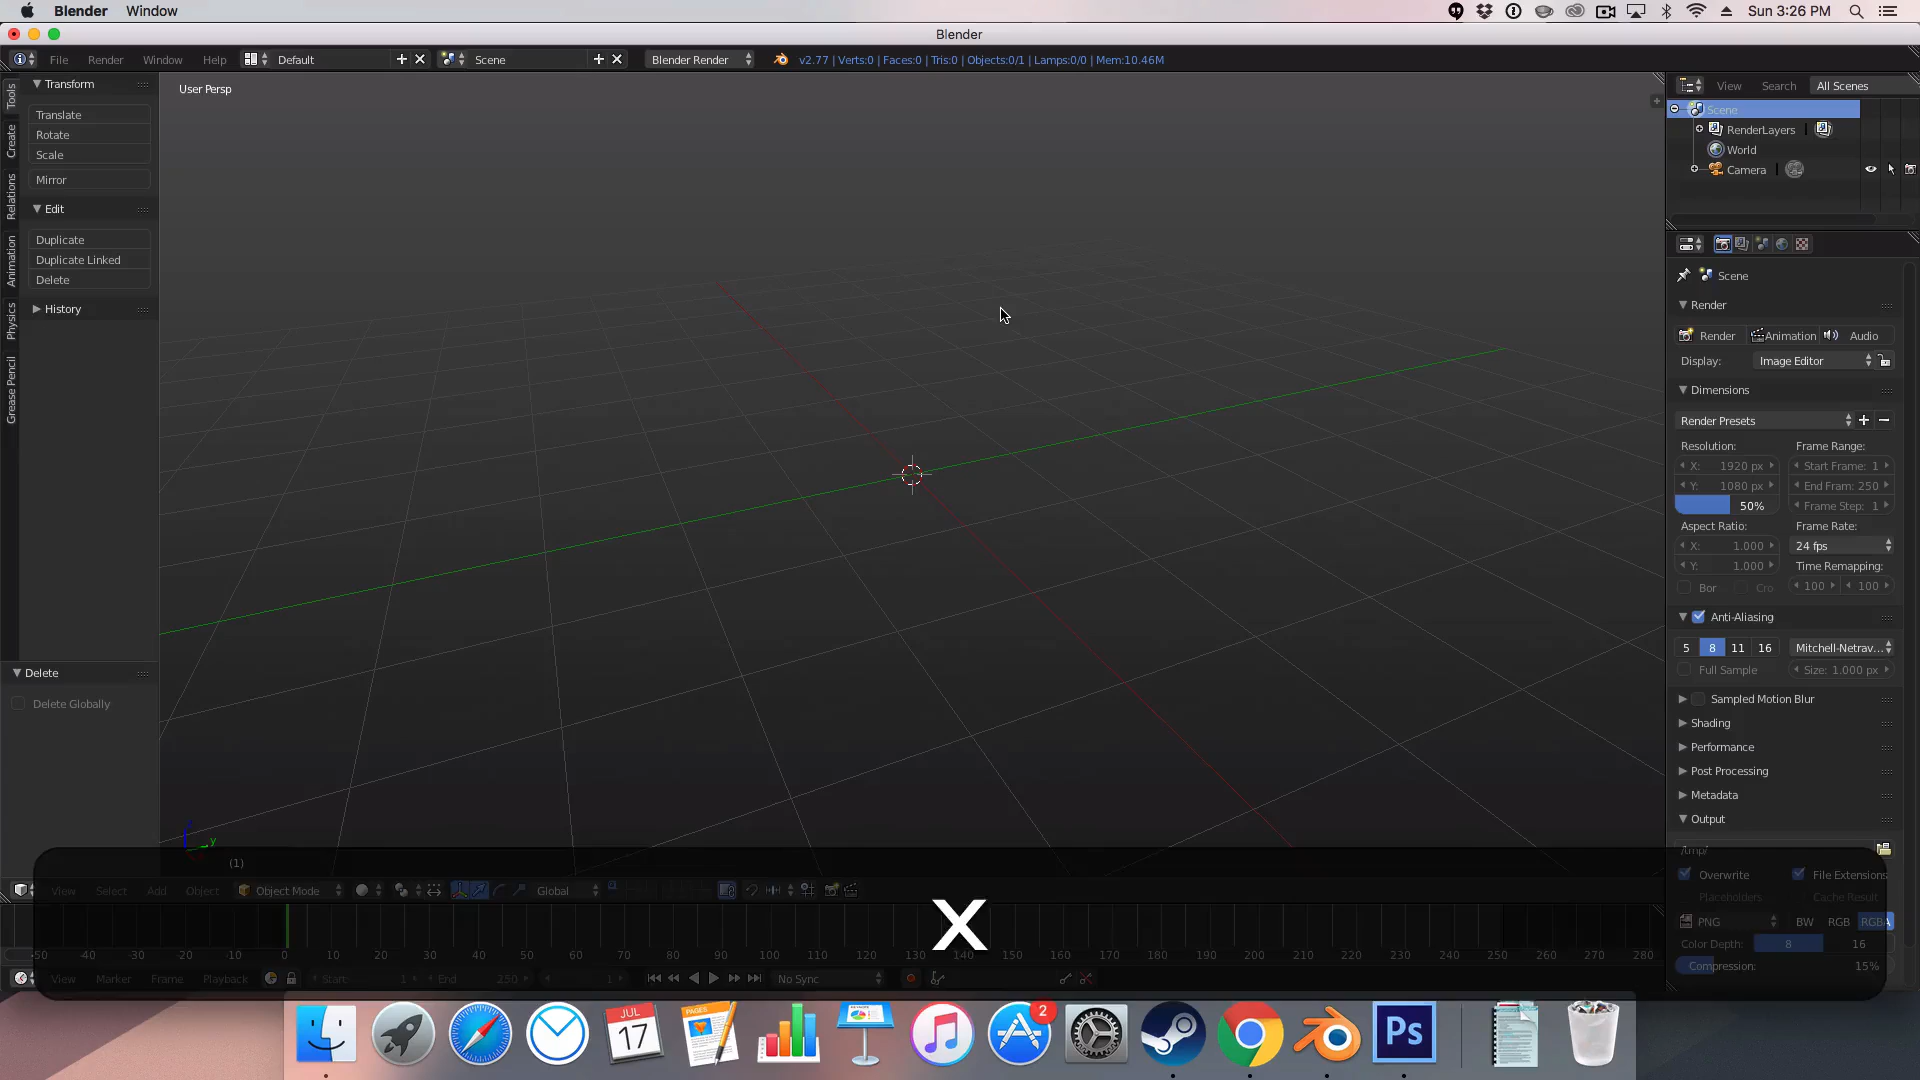 Blender Window Sun 3:26 PM
Blender
File Render Window Help Default Scene Blender Render v2.77 | Verts:0 | Faces:0 | Tris:0 | Objects:0/1 | Lamps:0/0 | Mem:10.46M
User Persp
Tools
Create
Relations
Animation
Physics
Grease Pencil
Transform
Translate
Rotate
Scale
Mirror
Edit
Duplicate
Duplicate Linked
Delete
History
Delete
Delete Globally
View Search All Scenes
Scene
RenderLayers
World
Camera
Scene
Render
Render Animation Audio
Display: Image Editor
Dimensions
Render Presets
Resolution: Frame Range:
X: 1920 px Start Frame: 1
Y: 1080 px End Fram: 250
50% Frame Step: 1
Aspect Ratio: Frame Rate:
X: 1.000 24 fps
Y: 1.000 Time Remapping:
Bor Cro 100 100
Anti-Aliasing
5 8 11 16 Mitchell-Netrav...
Full Sample Size: 1.000 px
Sampled Motion Blur
Shading
Performance
Post Processing
Metadata
Output
/tmp/
Overwrite File Extensions
Placeholders Cache Result
PNG BW RGB RGBA
Color Depth: 8 16
Compression: 15%
y
(1)
View Select Add Object Object Mode Global
X
-50 -40 -30 -20 -10 0 10 20 30 40 50 60 70 80 90 100 110 120 130 140 150 160 170 180 190 200 210 220 230 240 250 260 270 280
View Marker Frame Playback Start: 1 End 250 1 No Sync
JUL
17
PAGES
2
Ps